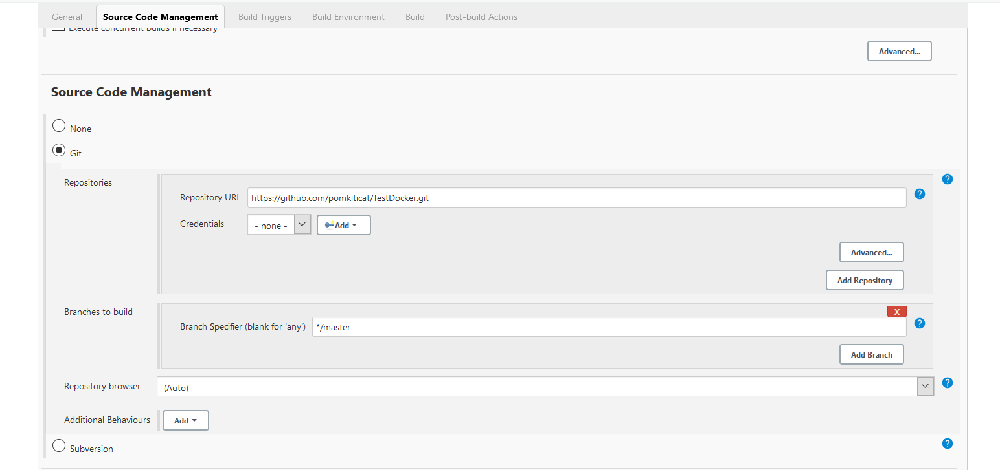 General Source Code Management Build Triggers Build Environment Build Post-build Actions
Execute concurrent builds if necessary
Advanced...
Source Code Management
None
Git
Repositories
?
Repository URL https://github.com/pomkiticat/TestDocker.git ?
Credentials - none - Add
Advanced...
Add Repository
Branches to build
X
Branch Specifier (blank for 'any') */master ?
Add Branch
Repository browser (Auto) ?
Additional Behaviours Add
Subversion ?